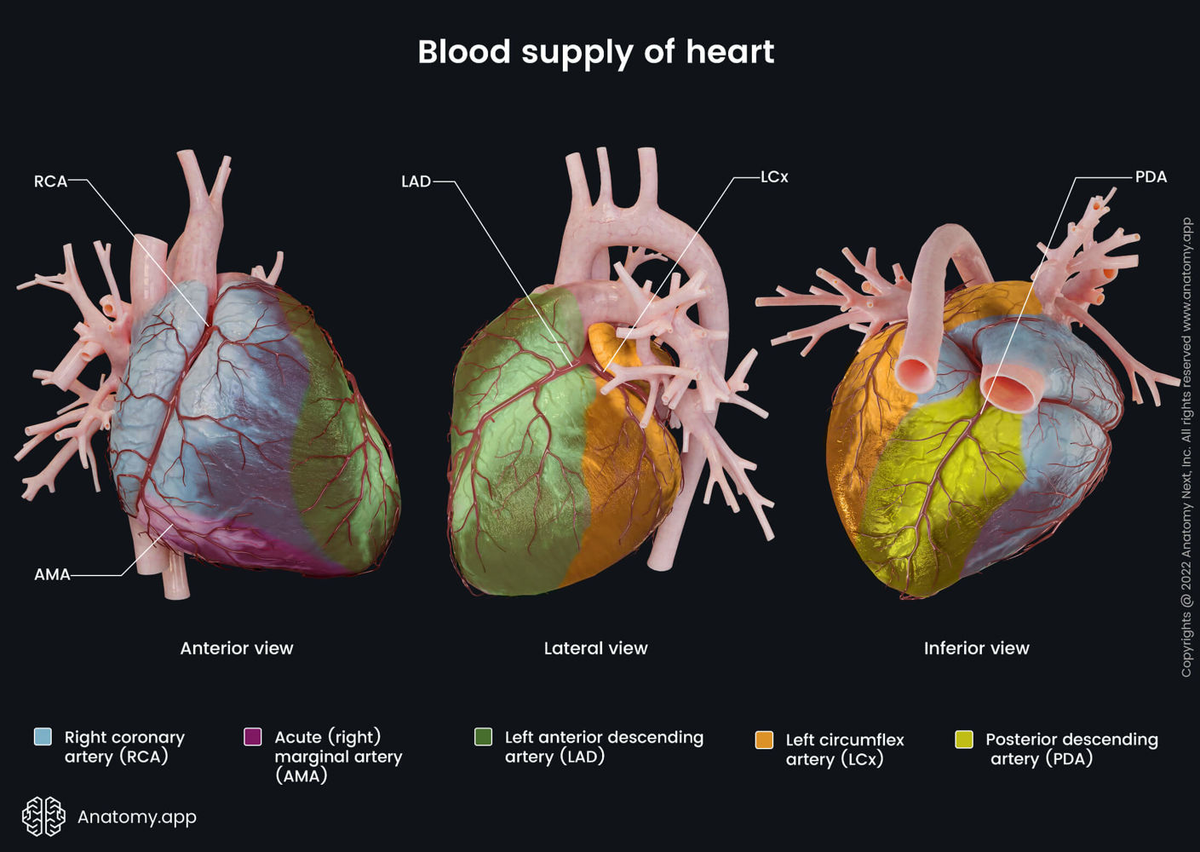 Blood supply of heart
RCA
LAD
LCx
PDA
AMA
Anterior view
Lateral view
Inferior view
Right coronary
artery (RCA)
Acute (right)
marginal artery
(AMA)
Left anterior descending
artery (LAD)
Left circumflex
artery (LCx)
Posterior descending
artery (PDA)
Anatomy.app
Copyrights @ 2022 Anatomy Next, Inc. All rights reserved www.anatomy.app